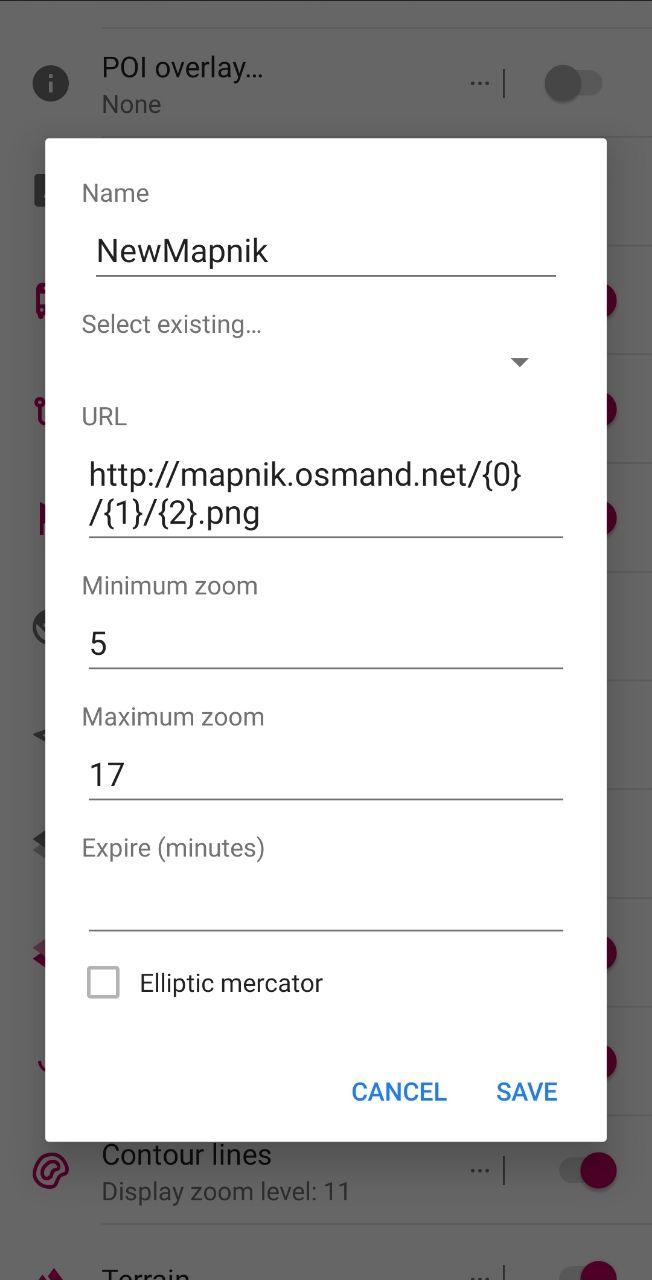 POI overlay…
None
Name
NewMapnik
Select existing…
URL
http://mapnik.osmand.net/{0}
/{1}/{2}.png
Minimum zoom
5
Maximum zoom
17
Expire (minutes)
Elliptic mercator
CANCEL
SAVE
Contour lines
Display zoom level: 11
Terrain